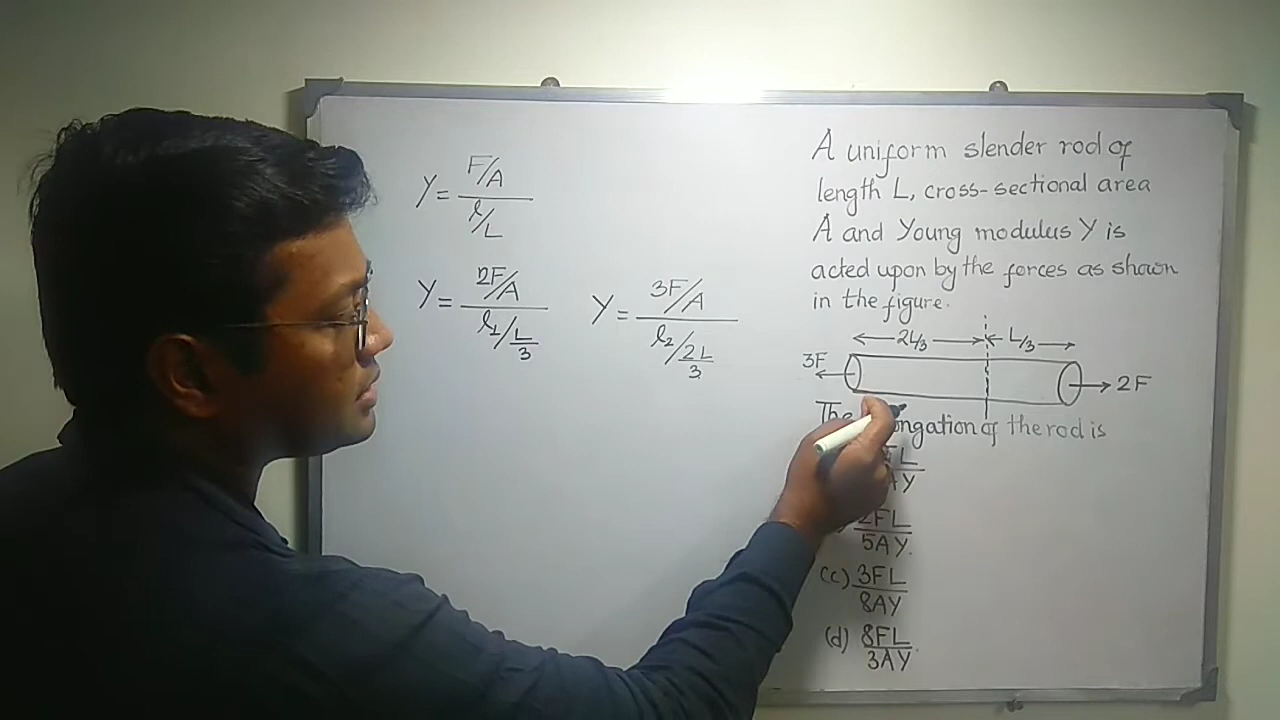 Y = F/A / l/L
Y = 2F/A / l₁/L/3
Y = 3F/A / l₂/2L/3
A uniform slender rod of
length L, cross-sectional area
A and Young modulus Y is
acted upon by the forces as shown
in the figure.
2L/3 L/3
3F 2F
The ongation of the rod is
L
Y
2FL / 5AY.
(c) 3FL / 8AY
(d) 8FL / 3AY.